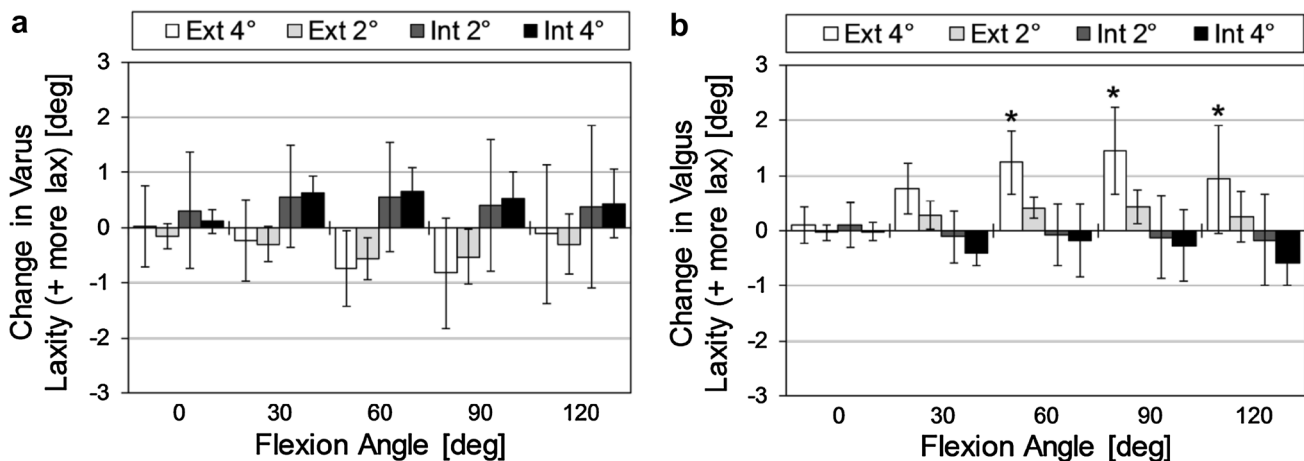 a
Ext 4° Ext 2° Int 2° Int 4°
Change in Varus
Laxity (+ more lax) [deg]
3
2
1
0
-1
-2
-3
0 30 60 90 120
Flexion Angle [deg]
b
Ext 4° Ext 2° Int 2° Int 4°
Change in Valgus
Laxity (+ more lax) [deg]
3
2
1
0
-1
-2
-3
* * *
0 30 60 90 120
Flexion Angle [deg]